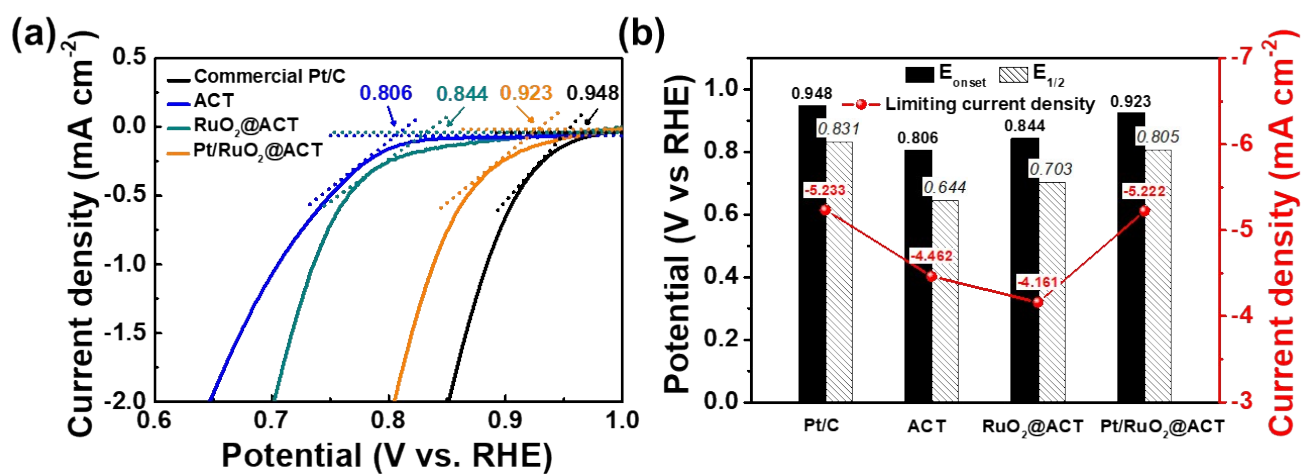 (a)
Current density (mA cm-2)
0.5
0.0
-0.5
-1.0
-1.5
-2.0
Commercial Pt/C
ACT
RuO2@ACT
Pt/RuO2@ACT
0.806
0.844
0.923
0.948
0.6
0.7
0.8
0.9
1.0
Potential (V vs. RHE)
(b)
Potential (V vs RHE)
1.0
0.8
0.6
0.4
0.2
0.0
Eonset
E1/2
Limiting current density
0.948
0.831
0.806
0.644
0.844
0.703
0.923
0.805
-5.233
-4.462
-4.161
-5.222
Pt/C
ACT
RuO2@ACT
Pt/RuO2@ACT
-7
-6
-5
-4
-3
Current density (mA cm-2)